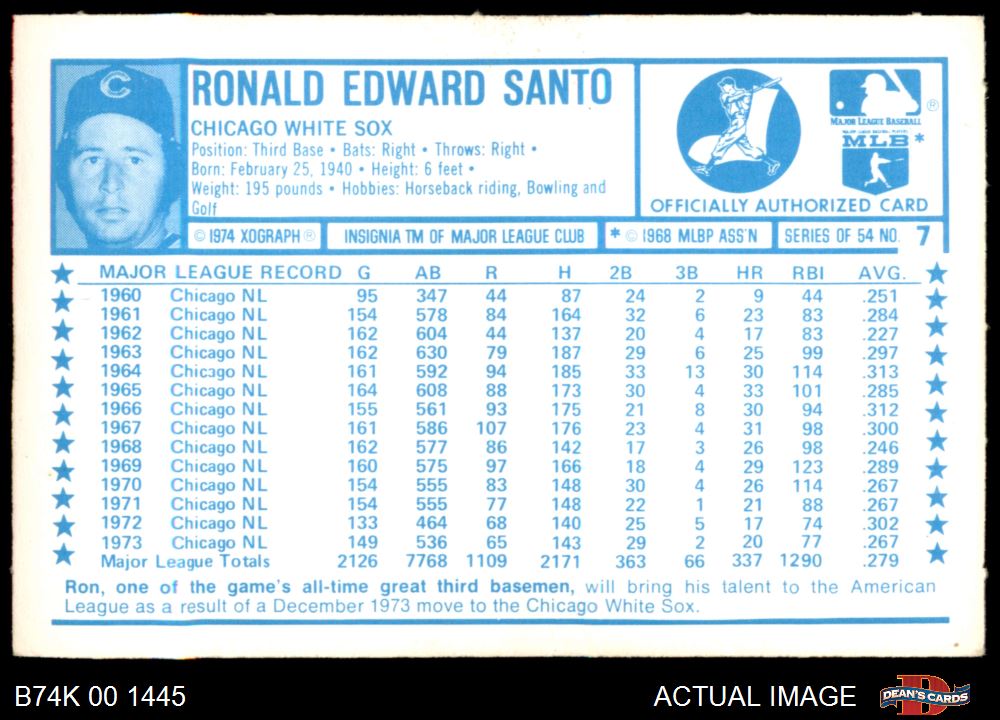 C
RONALD EDWARD SANTO
CHICAGO WHITE SOX
Position: Third Base • Bats: Right • Throws: Right •
Born: February 25, 1940 • Height: 6 feet •
Weight: 195 pounds • Hobbies: Horseback riding, Bowling and
Golf
MAJOR LEAGUE BASEBALL ®
MAJOR LEAGUE BASEBALL PLAYERS
MLB *
OFFICIALLY AUTHORIZED CARD
© 1974 XOGRAPH ® INSIGNIA TM OF MAJOR LEAGUE CLUB * © 1968 MLBP ASS'N SERIES OF 54 NO. 7
MAJOR LEAGUE RECORD G AB R H 2B 3B HR RBI AVG.
1960 Chicago NL 95 347 44 87 24 2 9 44 .251
1961 Chicago NL 154 578 84 164 32 6 23 83 .284
1962 Chicago NL 162 604 44 137 20 4 17 83 .227
1963 Chicago NL 162 630 79 187 29 6 25 99 .297
1964 Chicago NL 161 592 94 185 33 13 30 114 .313
1965 Chicago NL 164 608 88 173 30 4 33 101 .285
1966 Chicago NL 155 561 93 175 21 8 30 94 .312
1967 Chicago NL 161 586 107 176 23 4 31 98 .300
1968 Chicago NL 162 577 86 142 17 3 26 98 .246
1969 Chicago NL 160 575 97 166 18 4 29 123 .289
1970 Chicago NL 154 555 83 148 30 4 26 114 .267
1971 Chicago NL 154 555 77 148 22 1 21 88 .267
1972 Chicago NL 133 464 68 140 25 5 17 74 .302
1973 Chicago NL 149 536 65 143 29 2 20 77 .267
Major League Totals 2126 7768 1109 2171 363 66 337 1290 .279
Ron, one of the game's all-time great third basemen, will bring his talent to the American
League as a result of a December 1973 move to the Chicago White Sox.
B74K 00 1445
ACTUAL IMAGE
D
DEAN'S CARDS